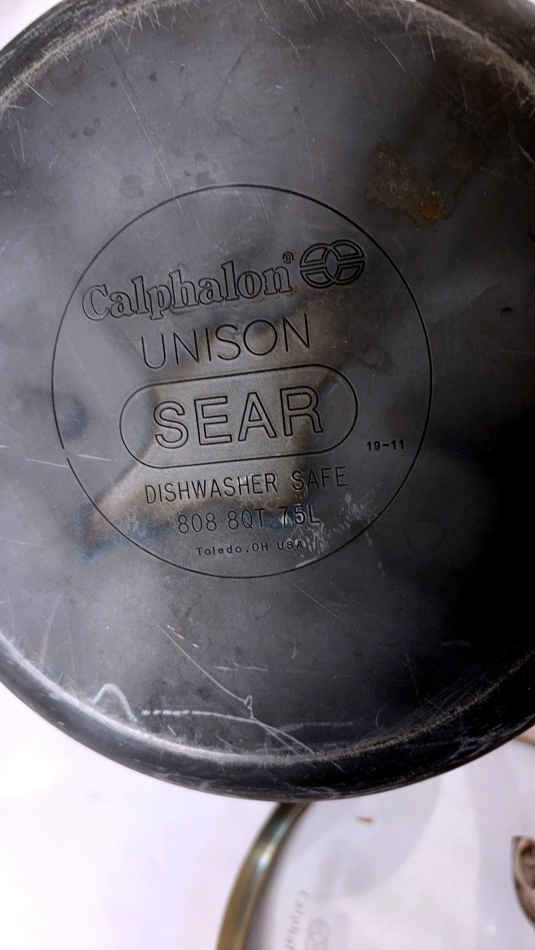 Calphalon®
UNISON
SEAR
19-11
DISHWASHER SAFE
808 8QT 7.5L
Toledo, OH USA